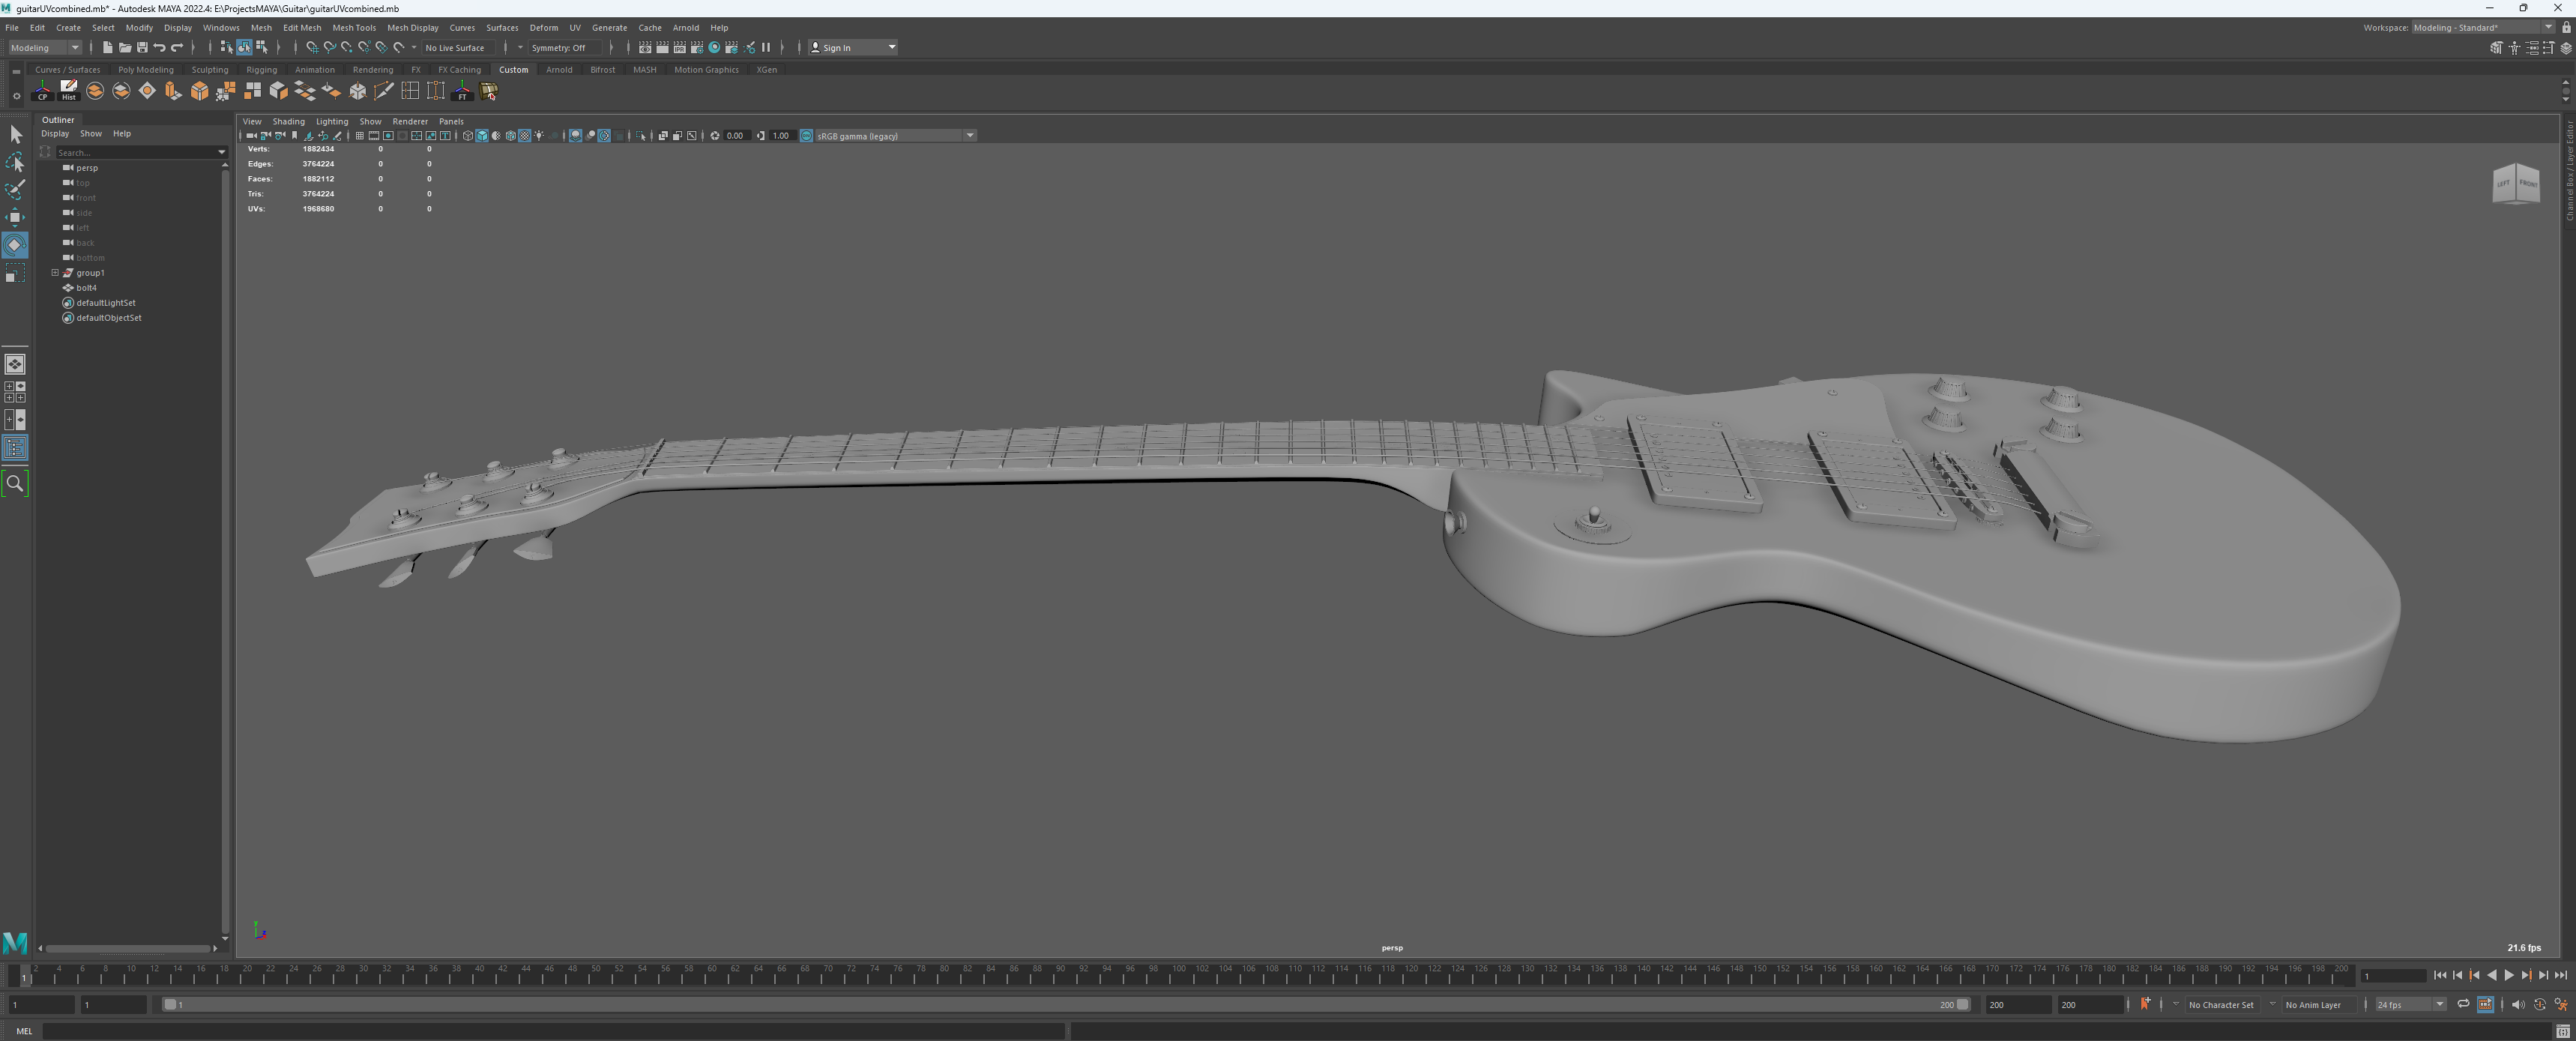 guitarUVcombined.mb* - Autodesk MAYA 2022.4: E:\ProjectsMAYA\Guitar\guitarUVcombined.mb
File Edit Create Select Modify Display Windows Mesh Edit Mesh Mesh Tools Mesh Display Curves Surfaces Deform UV Generate Cache Arnold Help
Workspace: Modeling - Standard*
Modeling
No Live Surface
Symmetry: Off
Sign In
Curves / Surfaces Poly Modeling Sculpting Rigging Animation Rendering FX FX Caching Custom Arnold Bifrost MASH Motion Graphics XGen
CP Hist FT
Outliner
Display Show Help
Search...
persp
top
front
side
left
back
bottom
group1
bolt4
defaultLightSet
defaultObjectSet
View Shading Lighting Show Renderer Panels
0.00 1.00 sRGB gamma (legacy)
Verts: 1882434 0 0
Edges: 3764224 0 0
Faces: 1882112 0 0
Tris: 3764224 0 0
UVs: 1968680 0 0
LEFT FRONT
Channel Box / Layer Editor
persp
21.6 fps
1 2 4 6 8 10 12 14 16 18 20 22 24 26 28 30 32 34 36 38 40 42 44 46 48 50 52 54 56 58 60 62 64 66 68 70 72 74 76 78 80 82 84 86 88 90 92 94 96 98 100 102 104 106 108 110 112 114 116 118 120 122 124 126 128 130 132 134 136 138 140 142 144 146 148 150 152 154 156 158 160 162 164 166 168 170 172 174 176 178 180 182 184 186 188 190 192 194 196 198 200
1
1 1 1 200 200 200 No Character Set No Anim Layer 24 fps
MEL